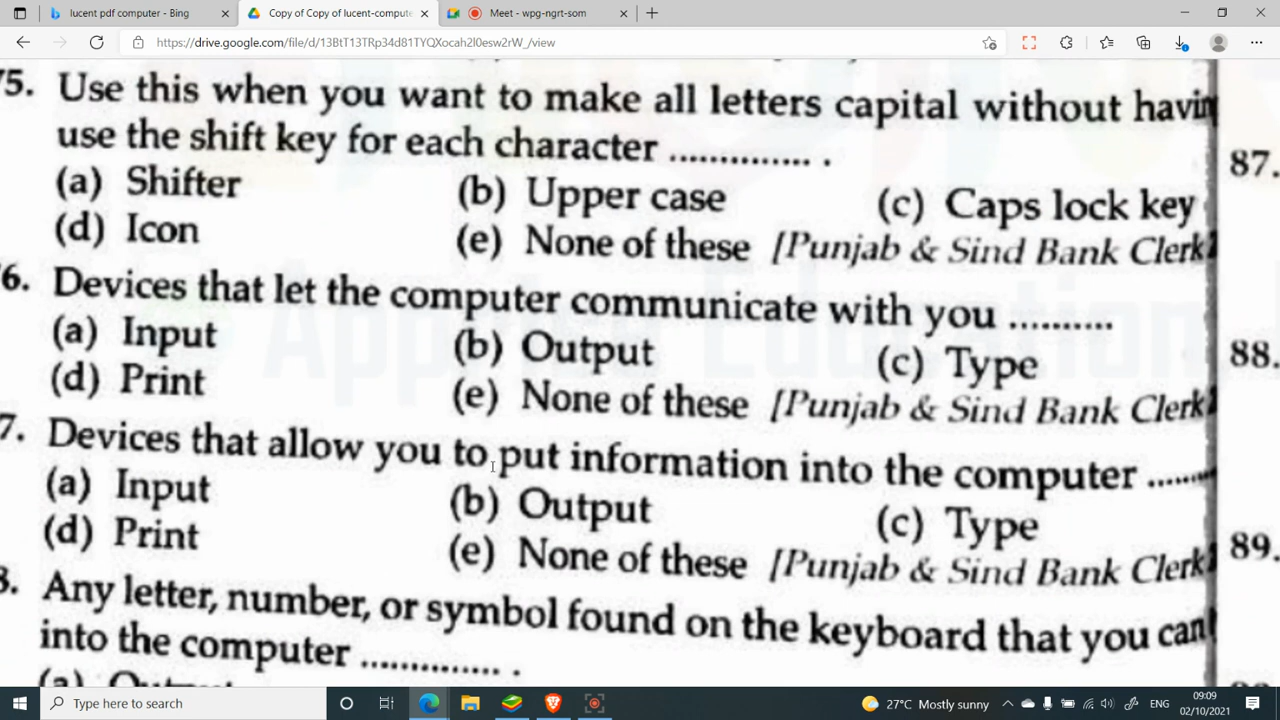 lucent pdf computer - Bing
Copy of Copy of lucent-compute
Meet - wpg-ngrt-som
https://drive.google.com/file/d/13BtT13TRp34d81TYQXocah2l0esw2rW_/view
75. Use this when you want to make all letters capital without havin
use the shift key for each character .............. .
(a) Shifter (b) Upper case (c) Caps lock key
(d) Icon (e) None of these [Punjab & Sind Bank Clerk]
6. Devices that let the computer communicate with you ..........
(a) Input (b) Output (c) Type
(d) Print (e) None of these [Punjab & Sind Bank Clerk]
7. Devices that allow you to put information into the computer .......
(a) Input (b) Output (c) Type
(d) Print (e) None of these [Punjab & Sind Bank Clerk]
8. Any letter, number, or symbol found on the keyboard that you can
into the computer .............. .
87.
88.
89.
Type here to search
27°C Mostly sunny
ENG
09:09
02/10/2021